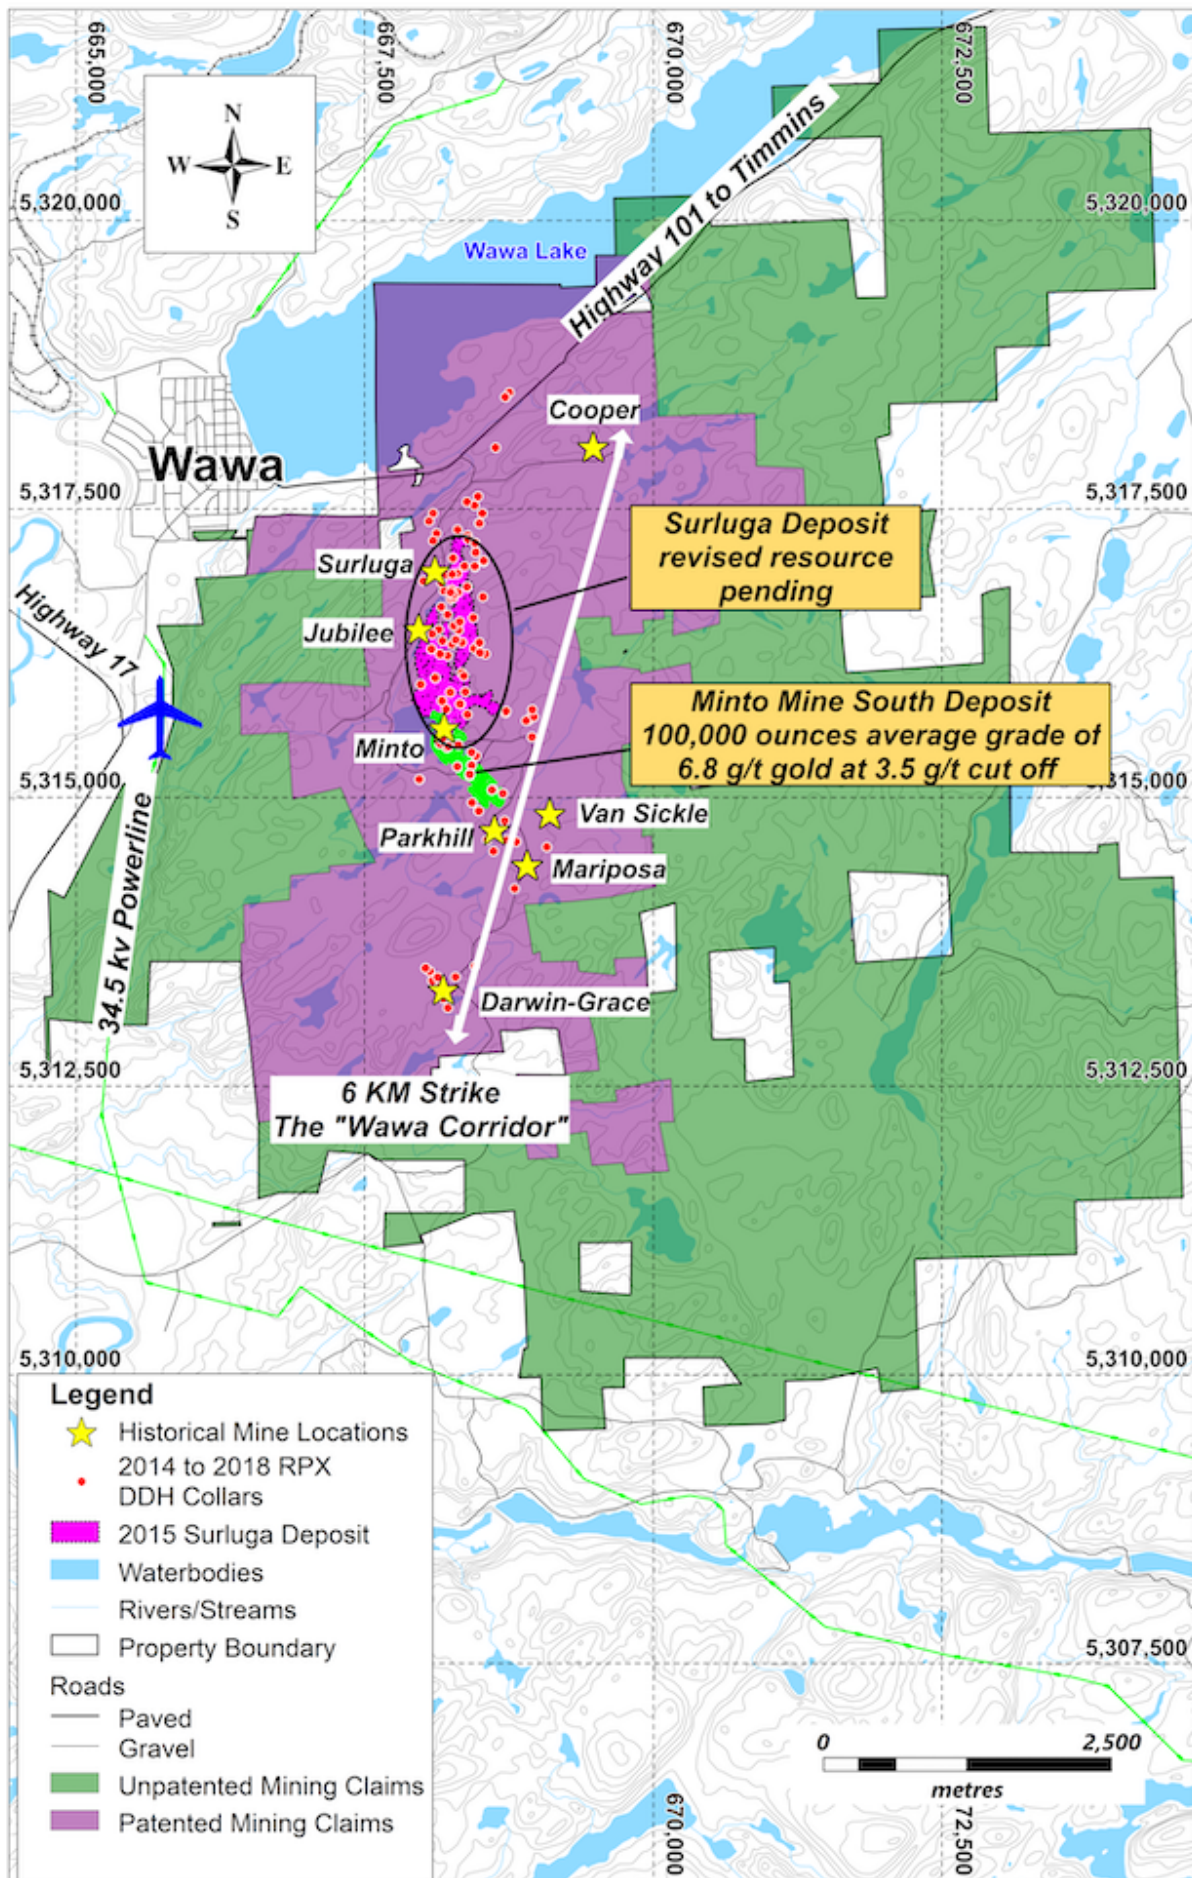 665,000
667,500
670,000
672,500
N
W E
S
5,320,000
5,320,000
Highway 101 to Timmins
Wawa Lake
Cooper
Wawa
5,317,500
5,317,500
Surluga Deposit
revised resource
pending
Surluga
Jubilee
Highway 17
Minto Mine South Deposit
100,000 ounces average grade of
6.8 g/t gold at 3.5 g/t cut off
Minto
5,315,000
5,315,000
Van Sickle
Parkhill
Mariposa
34.5 kv Powerline
Darwin-Grace
5,312,500
5,312,500
6 KM Strike
The "Wawa Corridor"
5,310,000
5,310,000
Legend
Historical Mine Locations
2014 to 2018 RPX
DDH Collars
2015 Surluga Deposit
Waterbodies
Rivers/Streams
Property Boundary
Roads
Paved
Gravel
Unpatented Mining Claims
Patented Mining Claims
5,307,500
0 2,500
metres
670,000
72,500